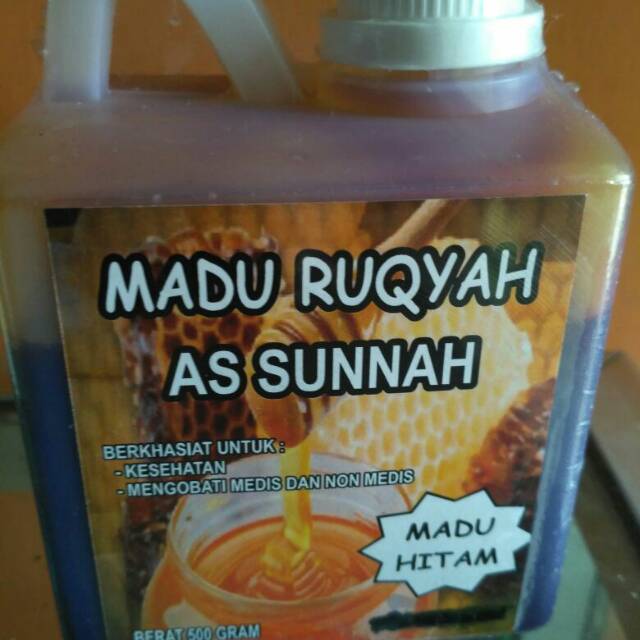 MADU RUQYAH
AS SUNNAH
BERKHASIAT UNTUK :
- KESEHATAN
- MENGOBATI MEDIS DAN NON MEDIS
MADU
HITAM
BERAT 500 GRAM